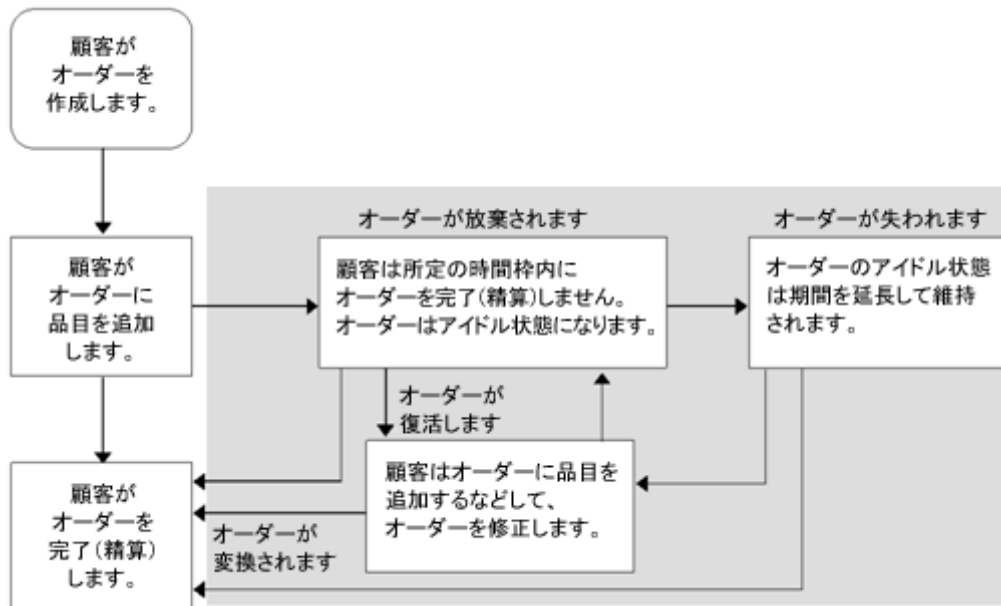 顧客が
オーダーを
作成します。
オーダーが放棄されます
オーダーが失われます
顧客が
オーダーに
品目を追加
します。
顧客は所定の時間枠内に
オーダーを完了(精算)しません。
オーダーはアイドル状態になります。
オーダーのアイドル状態
は期間を延長して維持
されます。
オーダーが
復活します
顧客が
オーダーを
完了(精算)
します。
顧客はオーダーに品目を
追加するなどして、
オーダーを修正します。
オーダーが
変換されます